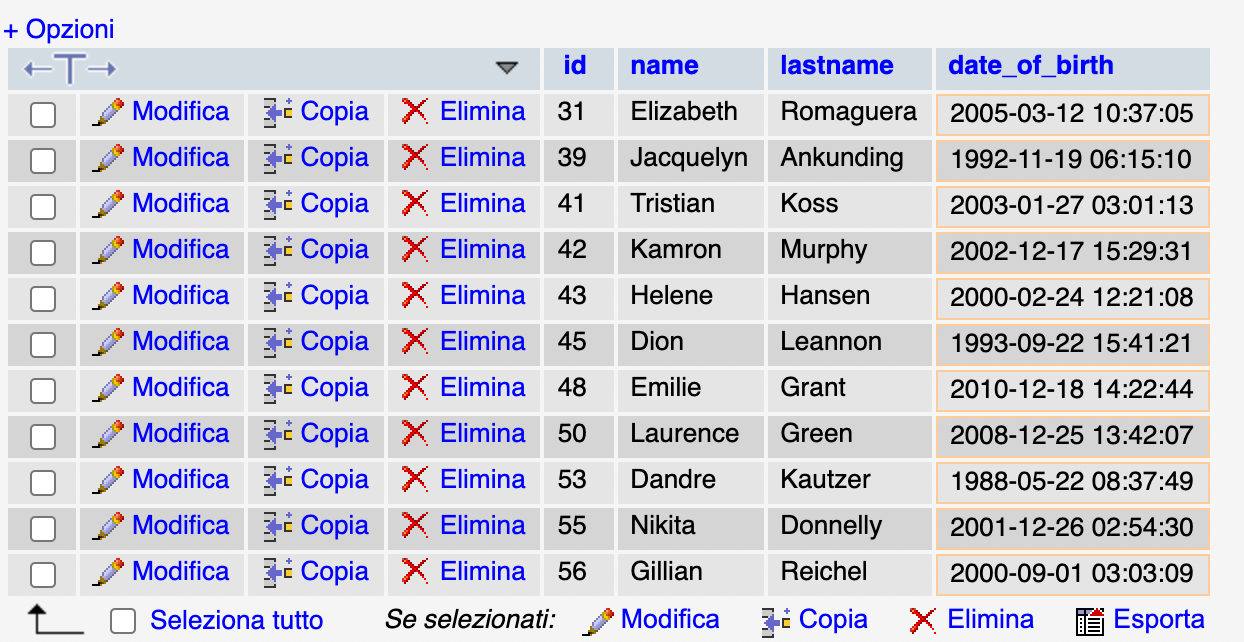 + Opzioni
id name lastname date_of_birth
Modifica Copia Elimina 31 Elizabeth Romaguera 2005-03-12 10:37:05
Modifica Copia Elimina 39 Jacquelyn Ankunding 1992-11-19 06:15:10
Modifica Copia Elimina 41 Tristian Koss 2003-01-27 03:01:13
Modifica Copia Elimina 42 Kamron Murphy 2002-12-17 15:29:31
Modifica Copia Elimina 43 Helene Hansen 2000-02-24 12:21:08
Modifica Copia Elimina 45 Dion Leannon 1993-09-22 15:41:21
Modifica Copia Elimina 48 Emilie Grant 2010-12-18 14:22:44
Modifica Copia Elimina 50 Laurence Green 2008-12-25 13:42:07
Modifica Copia Elimina 53 Dandre Kautzer 1988-05-22 08:37:49
Modifica Copia Elimina 55 Nikita Donnelly 2001-12-26 02:54:30
Modifica Copia Elimina 56 Gillian Reichel 2000-09-01 03:03:09
Seleziona tutto Se selezionati: Modifica Copia Elimina Esporta